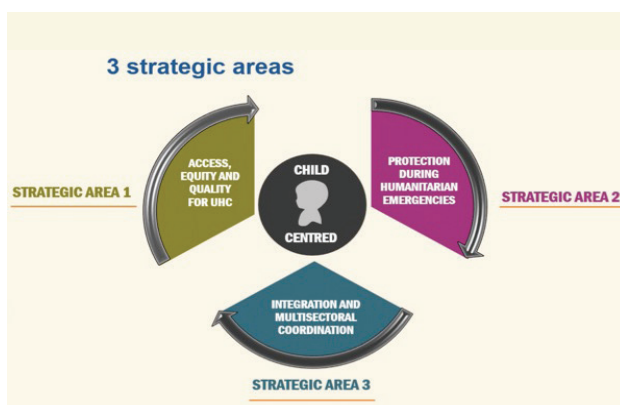 3 strategic areas
STRATEGIC AREA 1
ACCESS,
EQUITY AND
QUALITY
FOR UHC
CHILD
CENTRED
PROTECTION
DURING
HUMANITARIAN
EMERGENCIES
STRATEGIC AREA 2
INTEGRATION AND
MULTISECTORAL
COORDINATION
STRATEGIC AREA 3